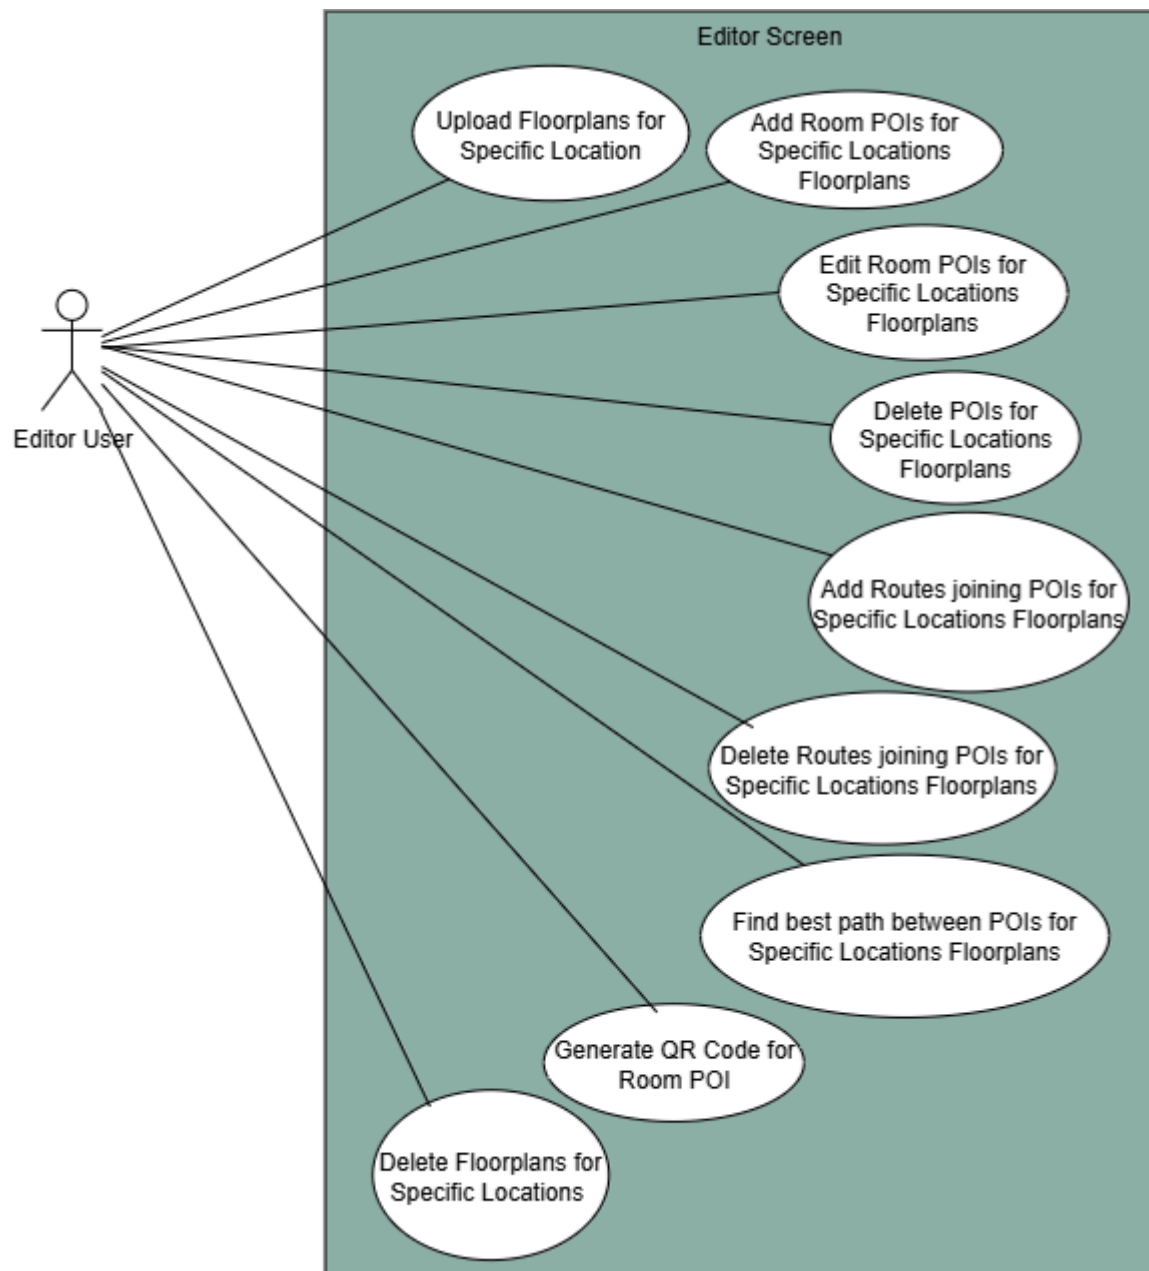 Editor Screen
Upload Floorplans for
Specific Location
Add Room POIs for
Specific Locations
Floorplans
Edit Room POIs for
Specific Locations
Floorplans
Editor User
Delete POIs for
Specific Locations
Floorplans
Add Routes joining POIs for
Specific Locations Floorplans
Delete Routes joining POIs for
Specific Locations Floorplans
Find best path between POIs for
Specific Locations Floorplans
Generate QR Code for
Room POI
Delete Floorplans for
Specific Locations